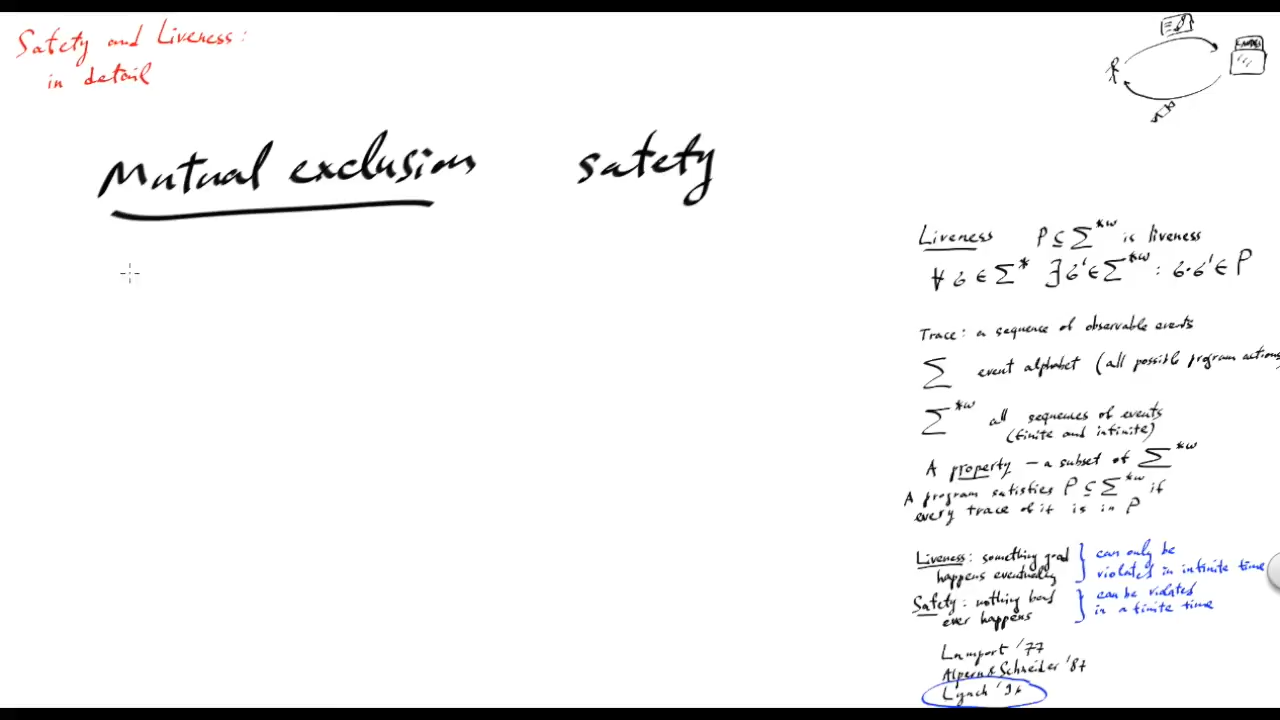 Safety and Liveness:
in detail
Mutual exclusion safety
Liveness P ⊆ Σ^*ω is liveness
∀ σ ∈ Σ^* ∃ σ' ∈ Σ^*ω : σ·σ' ∈ P
Trace: a sequence of observable events
Σ event alphabet (all possible program actions
Σ^*ω all sequences of events
(finite and infinite)
A property – a subset of Σ^*ω
A program satisfies P ⊆ Σ^*ω if
every trace of it is in P
Liveness: something good
happens eventually
can only be
violated in infinite time
Safety: nothing bad
ever happens
can be violated
in a finite time
Lamport '77
Alpern & Schneider '87
Lynch '96